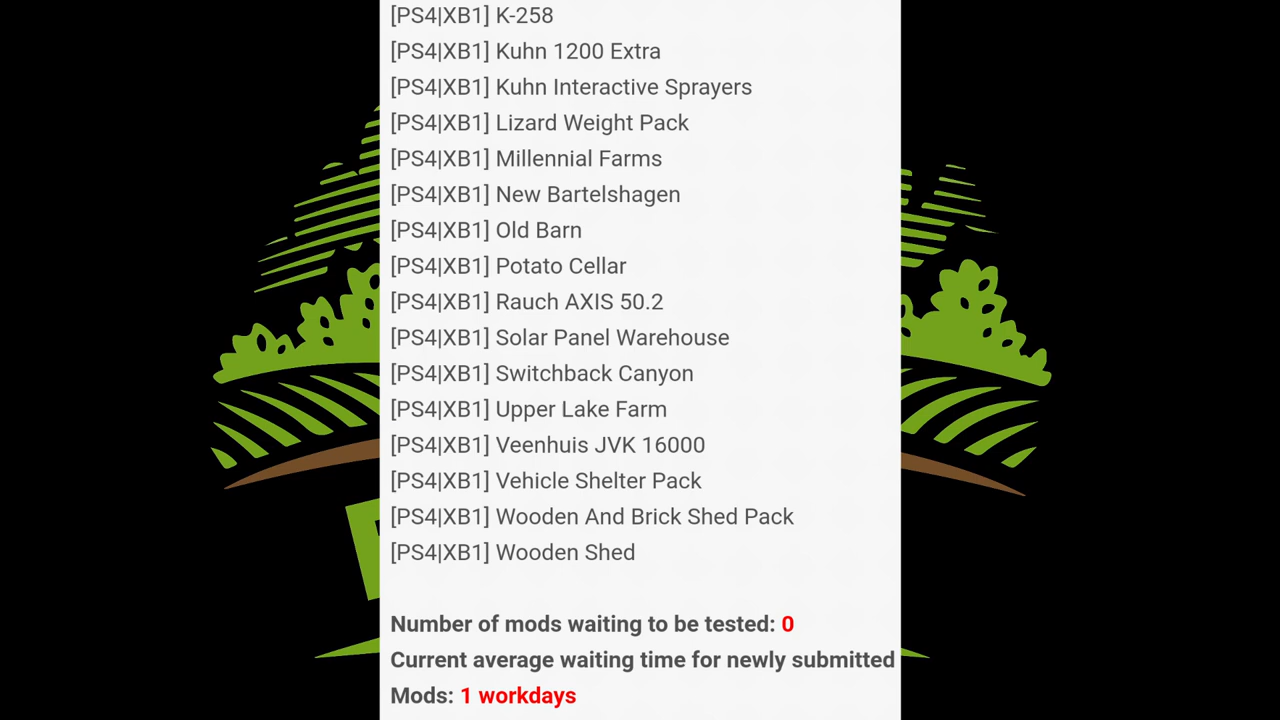 [PS4|XB1] K-258
[PS4|XB1] Kuhn 1200 Extra
[PS4|XB1] Kuhn Interactive Sprayers
[PS4|XB1] Lizard Weight Pack
[PS4|XB1] Millennial Farms
[PS4|XB1] New Bartelshagen
[PS4|XB1] Old Barn
[PS4|XB1] Potato Cellar
[PS4|XB1] Rauch AXIS 50.2
[PS4|XB1] Solar Panel Warehouse
[PS4|XB1] Switchback Canyon
[PS4|XB1] Upper Lake Farm
[PS4|XB1] Veenhuis JVK 16000
[PS4|XB1] Vehicle Shelter Pack
[PS4|XB1] Wooden And Brick Shed Pack
[PS4|XB1] Wooden Shed
Number of mods waiting to be tested: 0
Current average waiting time for newly submitted
Mods: 1 workdays